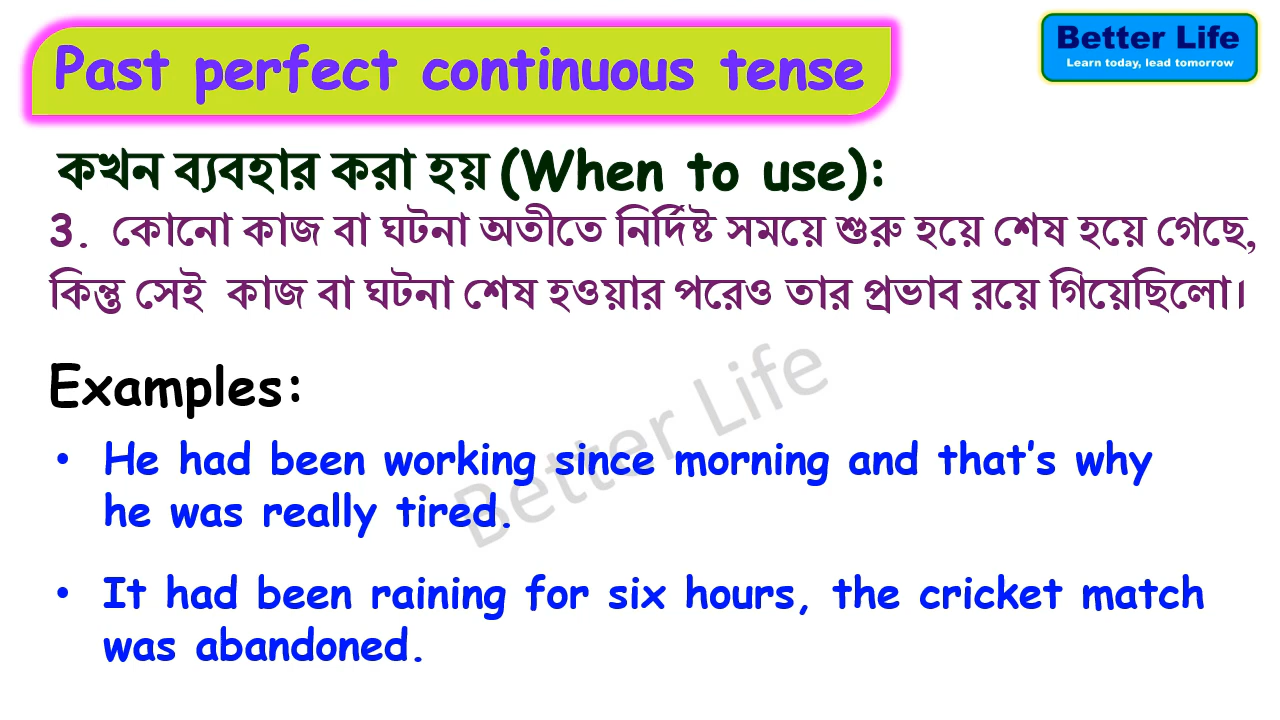 Past perfect continuous tense
Better Life
Learn today, lead tomorrow
কখন ব্যবহার করা হয় (When to use):
3. কোনো কাজ বা ঘটনা অতীতে নির্দিষ্ট সময়ে শুরু হয়ে শেষ হয়ে গেছে,
কিন্তু সেই কাজ বা ঘটনা শেষ হওয়ার পরেও তার প্রভাব রয়ে গিয়েছিলো।
Examples:
• He had been working since morning and that's why
he was really tired.
• It had been raining for six hours, the cricket match
was abandoned.
Better Life